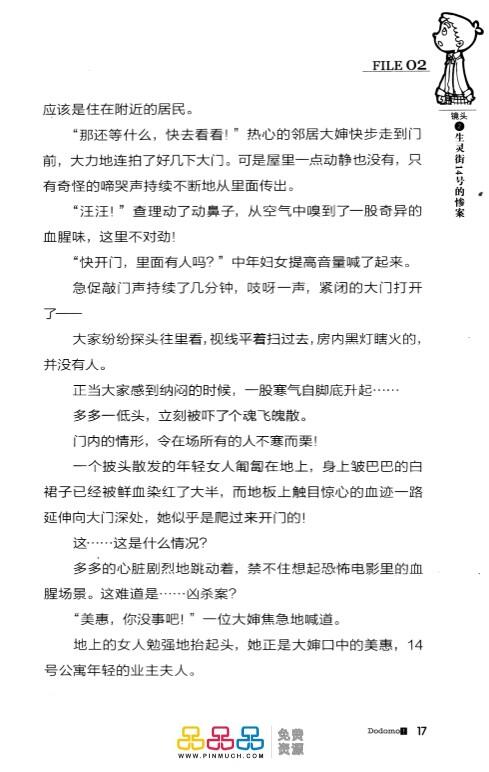 FILE 02
镜头
2
生灵街14号的惨案
应该是住在附近的居民。
“那还等什么，快去看看！”热心的邻居大婶快步走到门
前，大力地连拍了好几下大门。可是屋里一点动静也没有，只
有奇怪的啼哭声持续不断地从里面传出。
“汪汪！”查理动了动鼻子，从空气中嗅到了一股奇异的
血腥味，这里不对劲！
“快开门，里面有人吗？”中年妇女提高音量喊了起来。
急促敲门声持续了几分钟，吱呀一声，紧闭的大门打开
了——
大家纷纷探头往里看，视线平着扫过去，房内黑灯瞎火的，
并没有人。
正当大家感到纳闷的时候，一股寒气自脚底升起……
多多一低头，立刻被吓了个魂飞魄散。
门内的情形，令在场所有的人不寒而栗！
一个披头散发的年轻女人匍匐在地上，身上皱巴巴的白
裙子已经被鲜血染红了大半，而地板上触目惊心的血迹一路
延伸向大门深处，她似乎是爬过来开门的！
这……这是什么情况？
多多的心脏剧烈地跳动着，禁不住想起恐怖电影里的血
腥场景。这难道是……凶杀案？
“美惠，你没事吧！”一位大婶焦急地喊道。
地上的女人勉强地抬起头，她正是大婶口中的美惠，14
号公寓年轻的业主夫人。
Dodomo! 17
品品品 免费资源
WWW.PINMUCH.COM